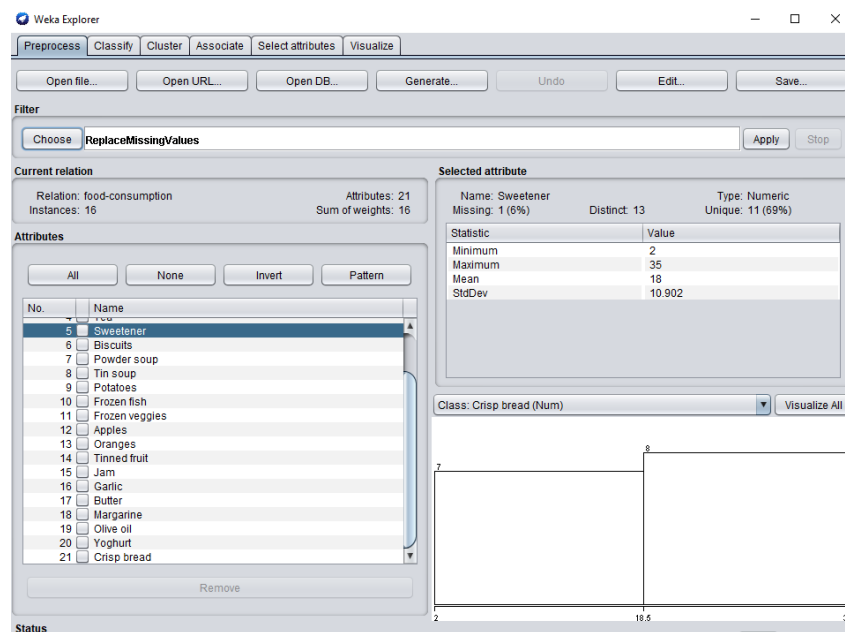 Weka Explorer
Preprocess Classify Cluster Associate Select attributes Visualize
Open file... Open URL... Open DB... Generate... Undo Edit... Save...
Filter
Choose ReplaceMissingValues Apply Stop
Current relation
Relation: food-consumption Attributes: 21
Instances: 16 Sum of weights: 16
Attributes
All None Invert Pattern
No. Name
5 Sweetener
6 Biscuits
7 Powder soup
8 Tin soup
9 Potatoes
10 Frozen fish
11 Frozen veggies
12 Apples
13 Oranges
14 Tinned fruit
15 Jam
16 Garlic
17 Butter
18 Margarine
19 Olive oil
20 Yoghurt
21 Crisp bread
Remove
Status
Selected attribute
Name: Sweetener Type: Numeric
Missing: 1 (6%) Distinct: 13 Unique: 11 (69%)
Statistic Value
Minimum 2
Maximum 35
Mean 18
StdDev 10.902
Class: Crisp bread (Num) Visualize All
7 8
2 18.5